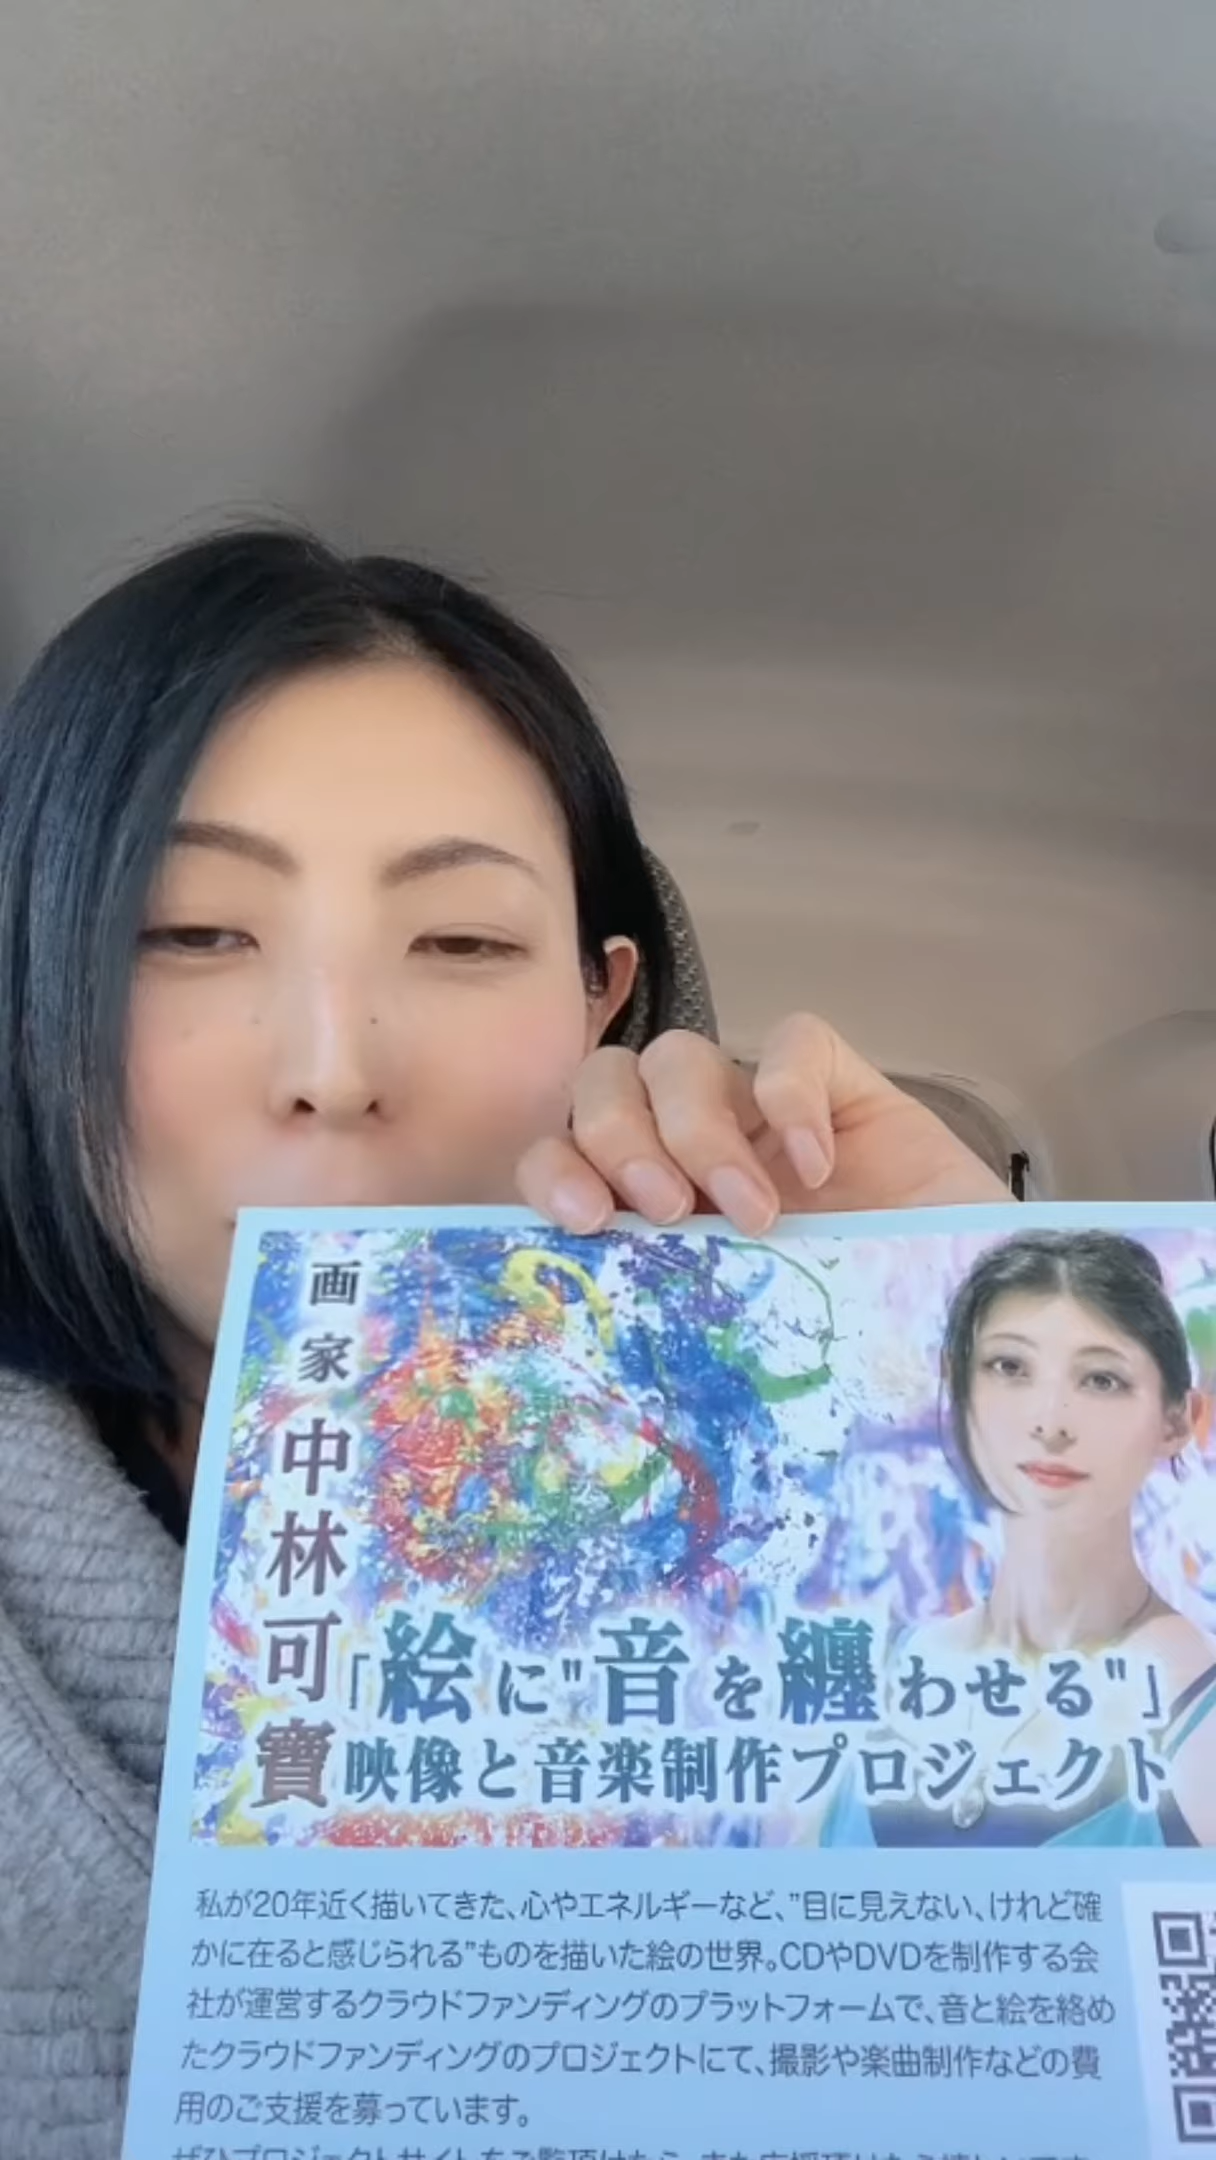 画家 中林可寶
「絵に"音を纏わせる"」
映像と音楽制作プロジェクト
私が20年近く描いてきた、心やエネルギーなど、”目に見えない、けれど確
かに在ると感じられる”ものを描いた絵の世界。CDやDVDを制作する会
社が運営するクラウドファンディングのプラットフォームで、音と絵を絡め
たクラウドファンディングのプロジェクトにて、撮影や楽曲制作などの費
用のご支援を募っています。